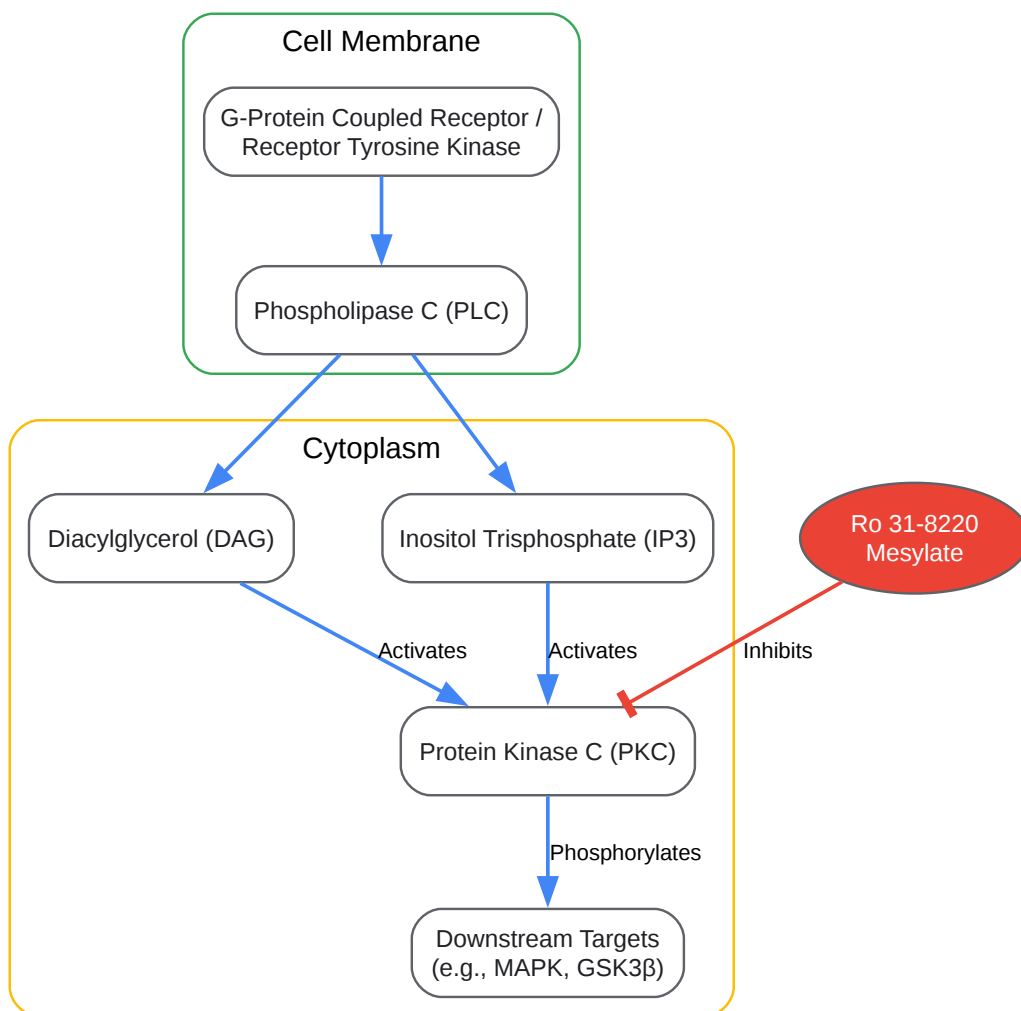 Cell Membrane
G-Protein Coupled Receptor /
Receptor Tyrosine Kinase
Phospholipase C (PLC)
Cytoplasm
Diacylglycerol (DAG)
Inositol Trisphosphate (IP3)
Ro 31-8220
Mesylate
Activates
Activates
Inhibits
Protein Kinase C (PKC)
Phosphorylates
Downstream Targets
(e.g., MAPK, GSK3β)